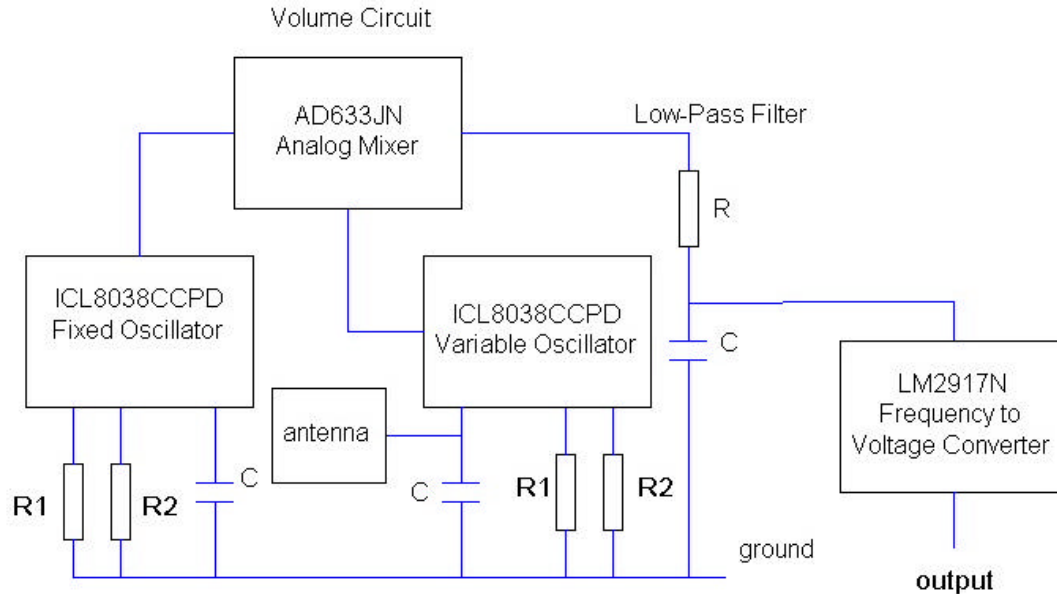 Volume Circuit
AD633JN
Analog Mixer
Low-Pass Filter
R
ICL8038CCPD
Fixed Oscillator
ICL8038CCPD
Variable Oscillator
C
LM2917N
Frequency to
Voltage Converter
antenna
R1
R2
C
C
R1
R2
ground
output